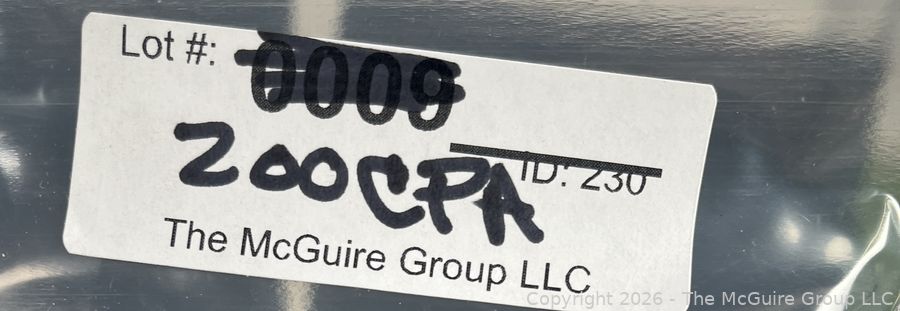 Lot #: 0009
200CPA
ID: 230
The McGuire Group LLC
Copyright 2026 - The McGuire Group LLC